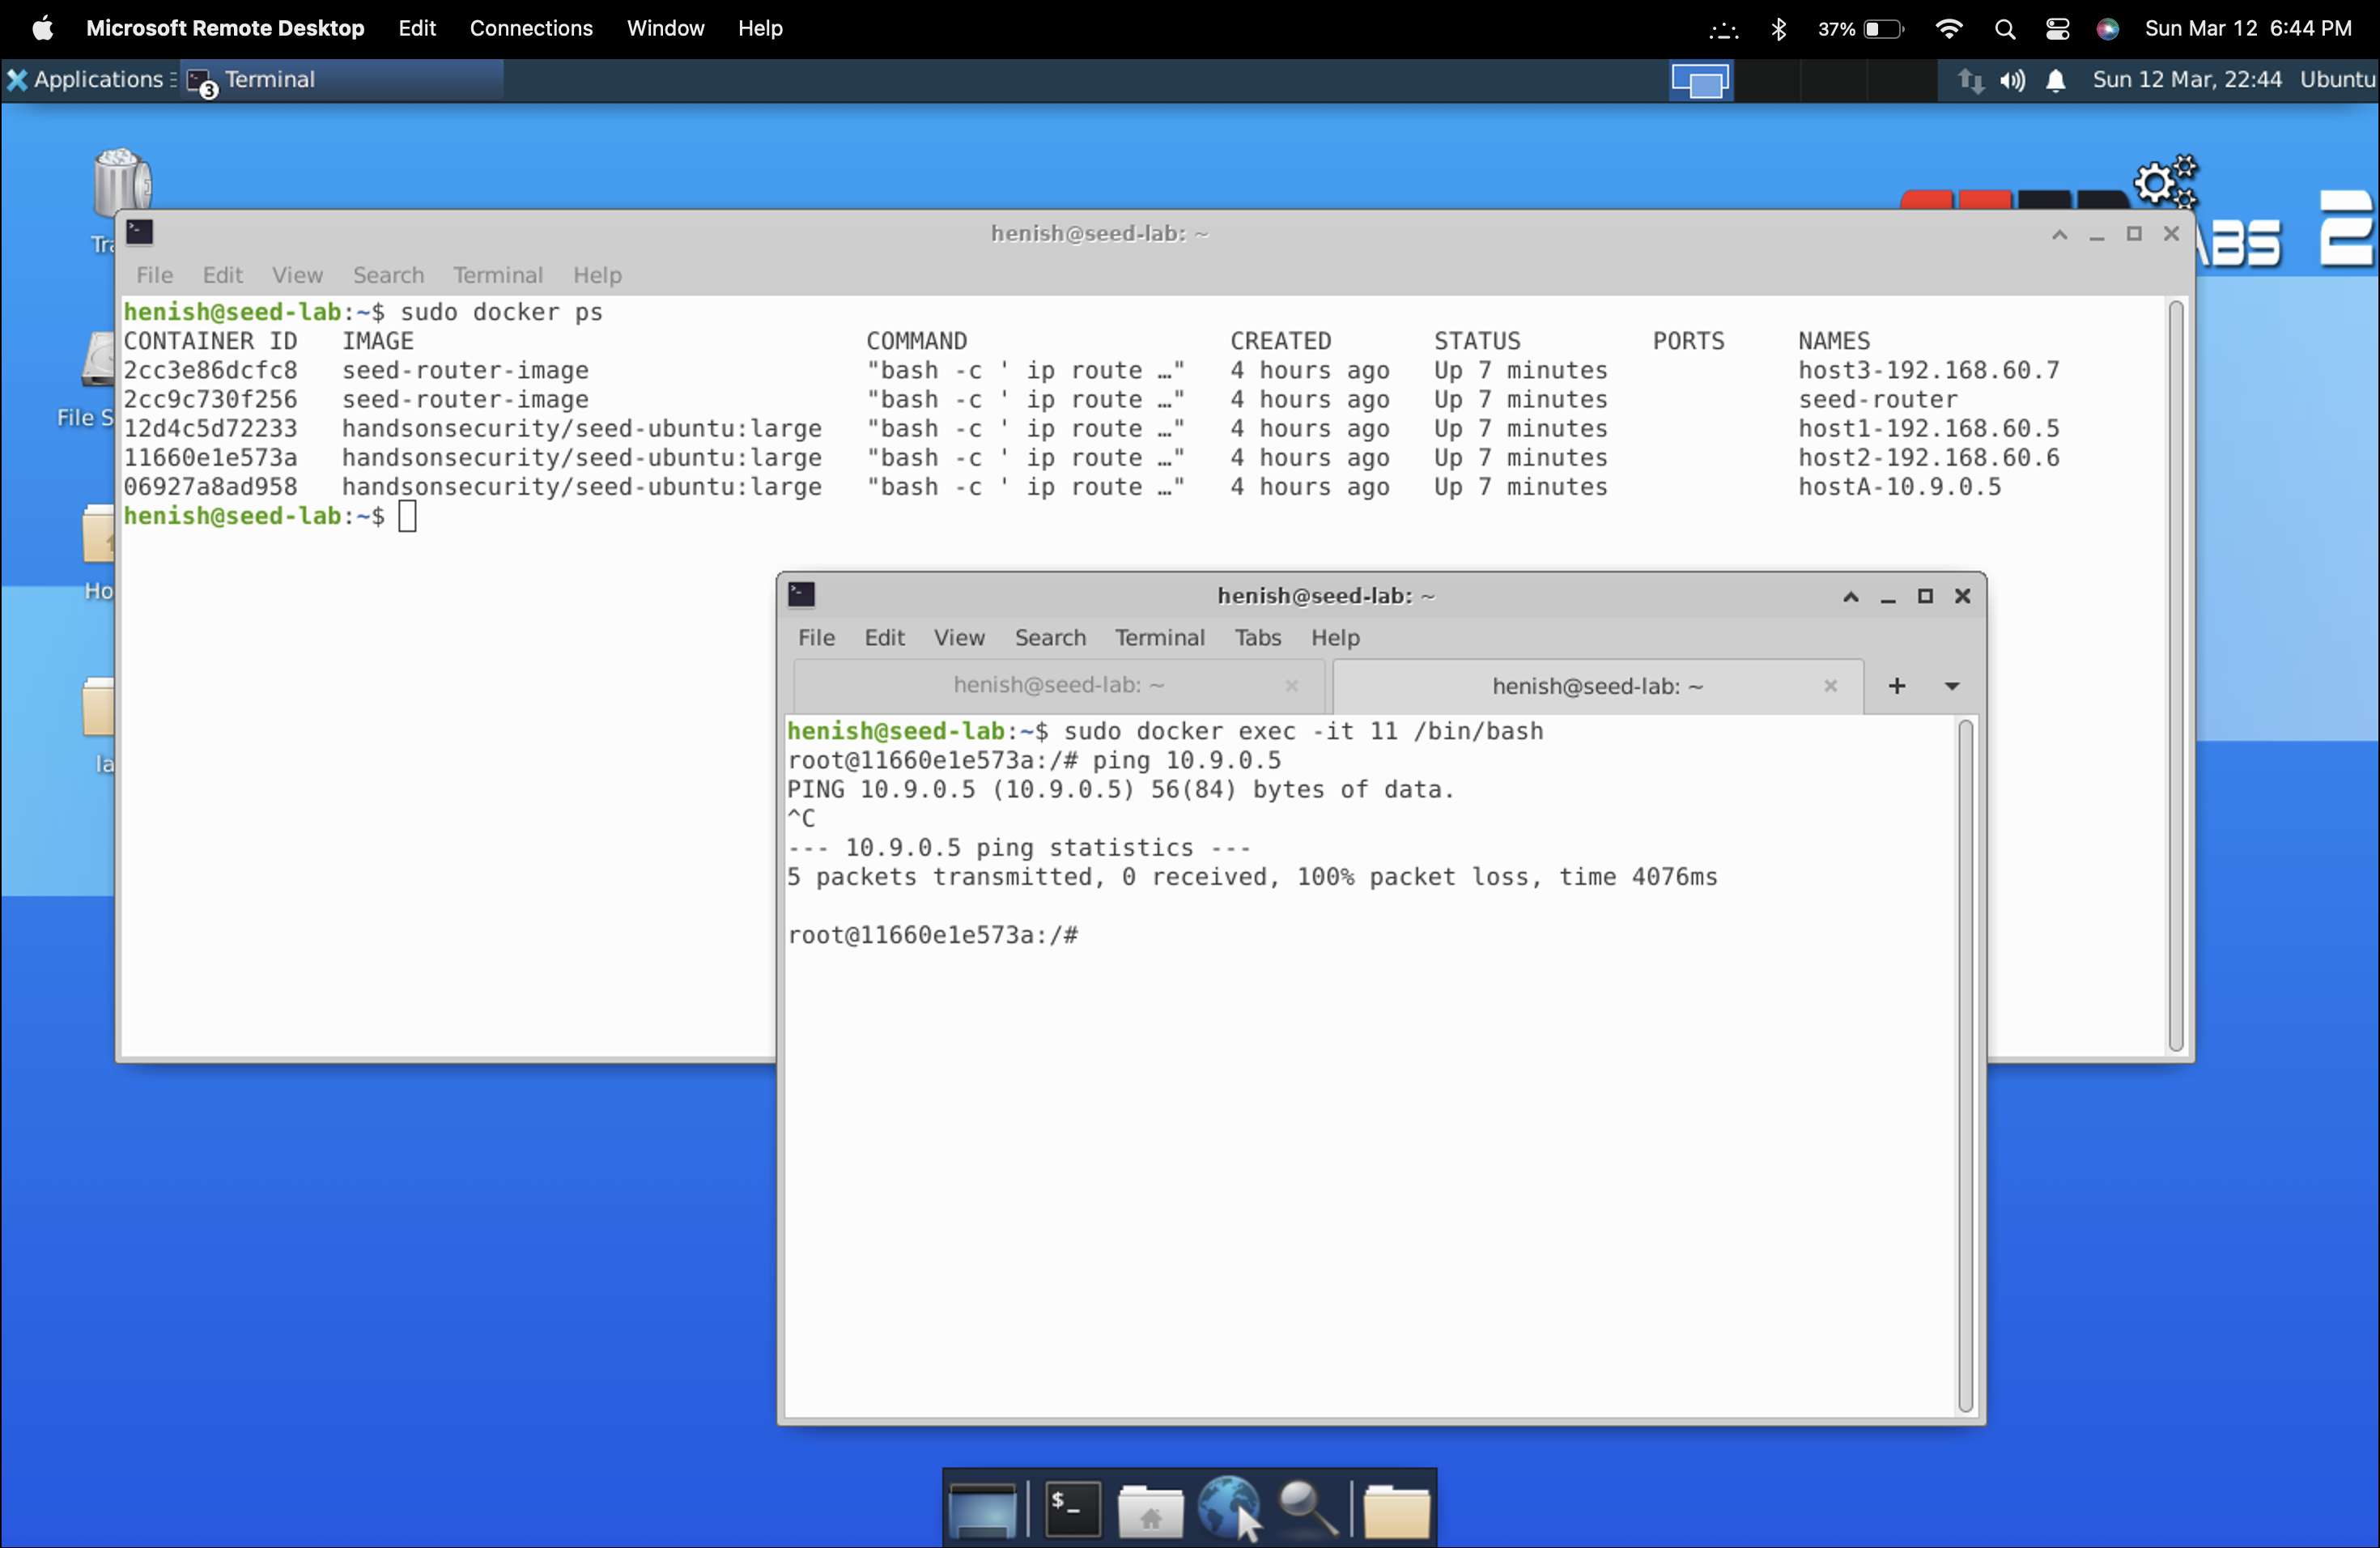 Microsoft Remote Desktop Edit Connections Window Help 37% Sun Mar 12 6:44 PM
Applications 3 Terminal Sun 12 Mar, 22:44 Ubuntu
ABS 2
Tra
File S
Ho
la
henish@seed-lab: ~
File Edit View Search Terminal Help
henish@seed-lab:~$ sudo docker ps
CONTAINER ID IMAGE COMMAND CREATED STATUS PORTS NAMES
2cc3e86dcfc8 seed-router-image "bash -c ' ip route …" 4 hours ago Up 7 minutes host3-192.168.60.7
2cc9c730f256 seed-router-image "bash -c ' ip route …" 4 hours ago Up 7 minutes seed-router
12d4c5d72233 handsonsecurity/seed-ubuntu:large "bash -c ' ip route …" 4 hours ago Up 7 minutes host1-192.168.60.5
11660e1e573a handsonsecurity/seed-ubuntu:large "bash -c ' ip route …" 4 hours ago Up 7 minutes host2-192.168.60.6
06927a8ad958 handsonsecurity/seed-ubuntu:large "bash -c ' ip route …" 4 hours ago Up 7 minutes hostA-10.9.0.5
henish@seed-lab:~$
henish@seed-lab: ~
File Edit View Search Terminal Tabs Help
henish@seed-lab: ~ henish@seed-lab: ~
henish@seed-lab:~$ sudo docker exec -it 11 /bin/bash
root@11660e1e573a:/# ping 10.9.0.5
PING 10.9.0.5 (10.9.0.5) 56(84) bytes of data.
^C
--- 10.9.0.5 ping statistics ---
5 packets transmitted, 0 received, 100% packet loss, time 4076ms
root@11660e1e573a:/#
$_